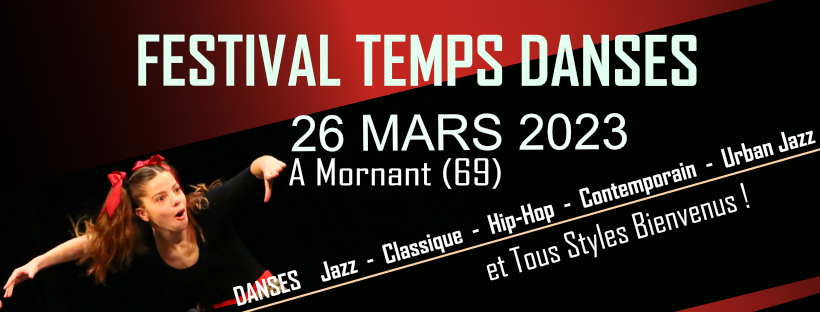 FESTIVAL TEMPS DANSES
26 MARS 2023
A Mornant (69)
DANSES Jazz - Classique - Hip-Hop - Contemporain - Urban Jazz
et Tous Styles Bienvenus !